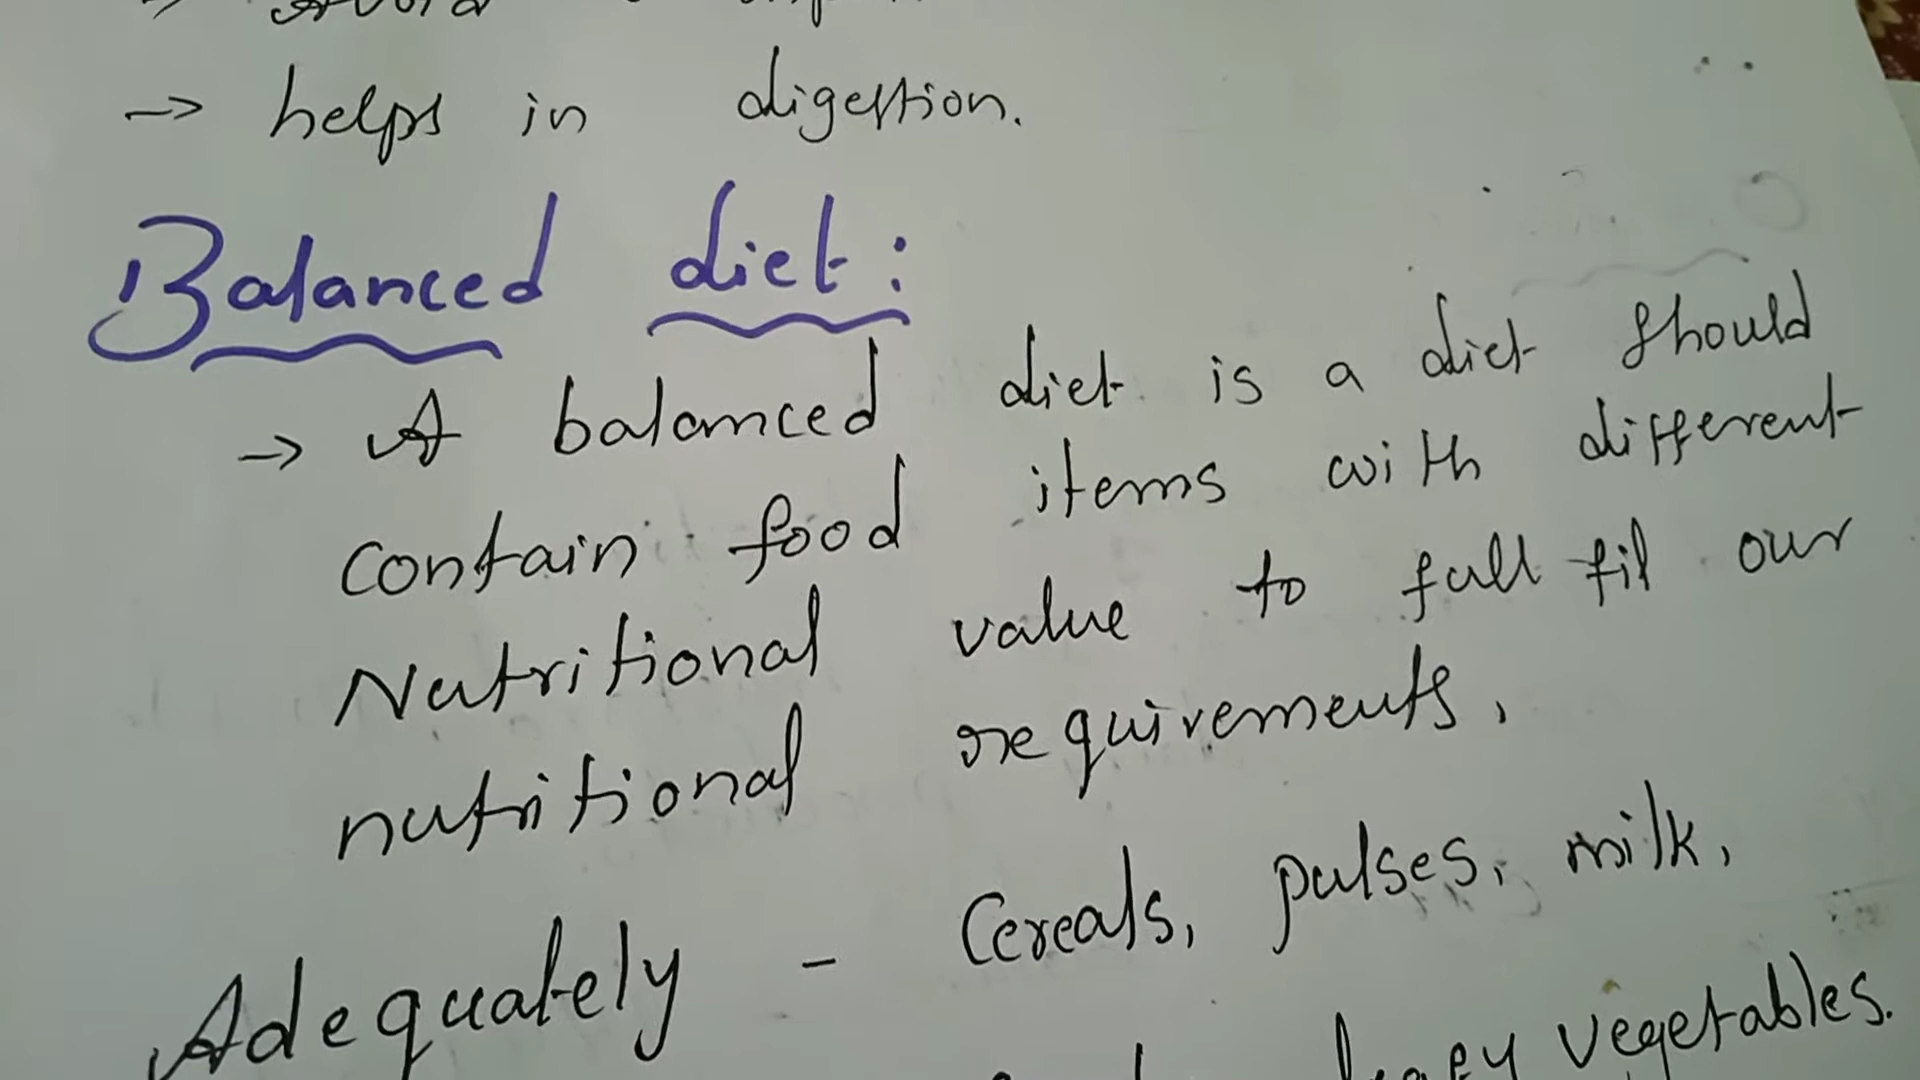 → helps in digestion.
Balanced diet:
→ A balanced diet is a diet should
contain food items with different
Nutritional value to full fil our
nutritional requirements.
Adequately - Cereals, pulses, milk,
leafy vegetables.